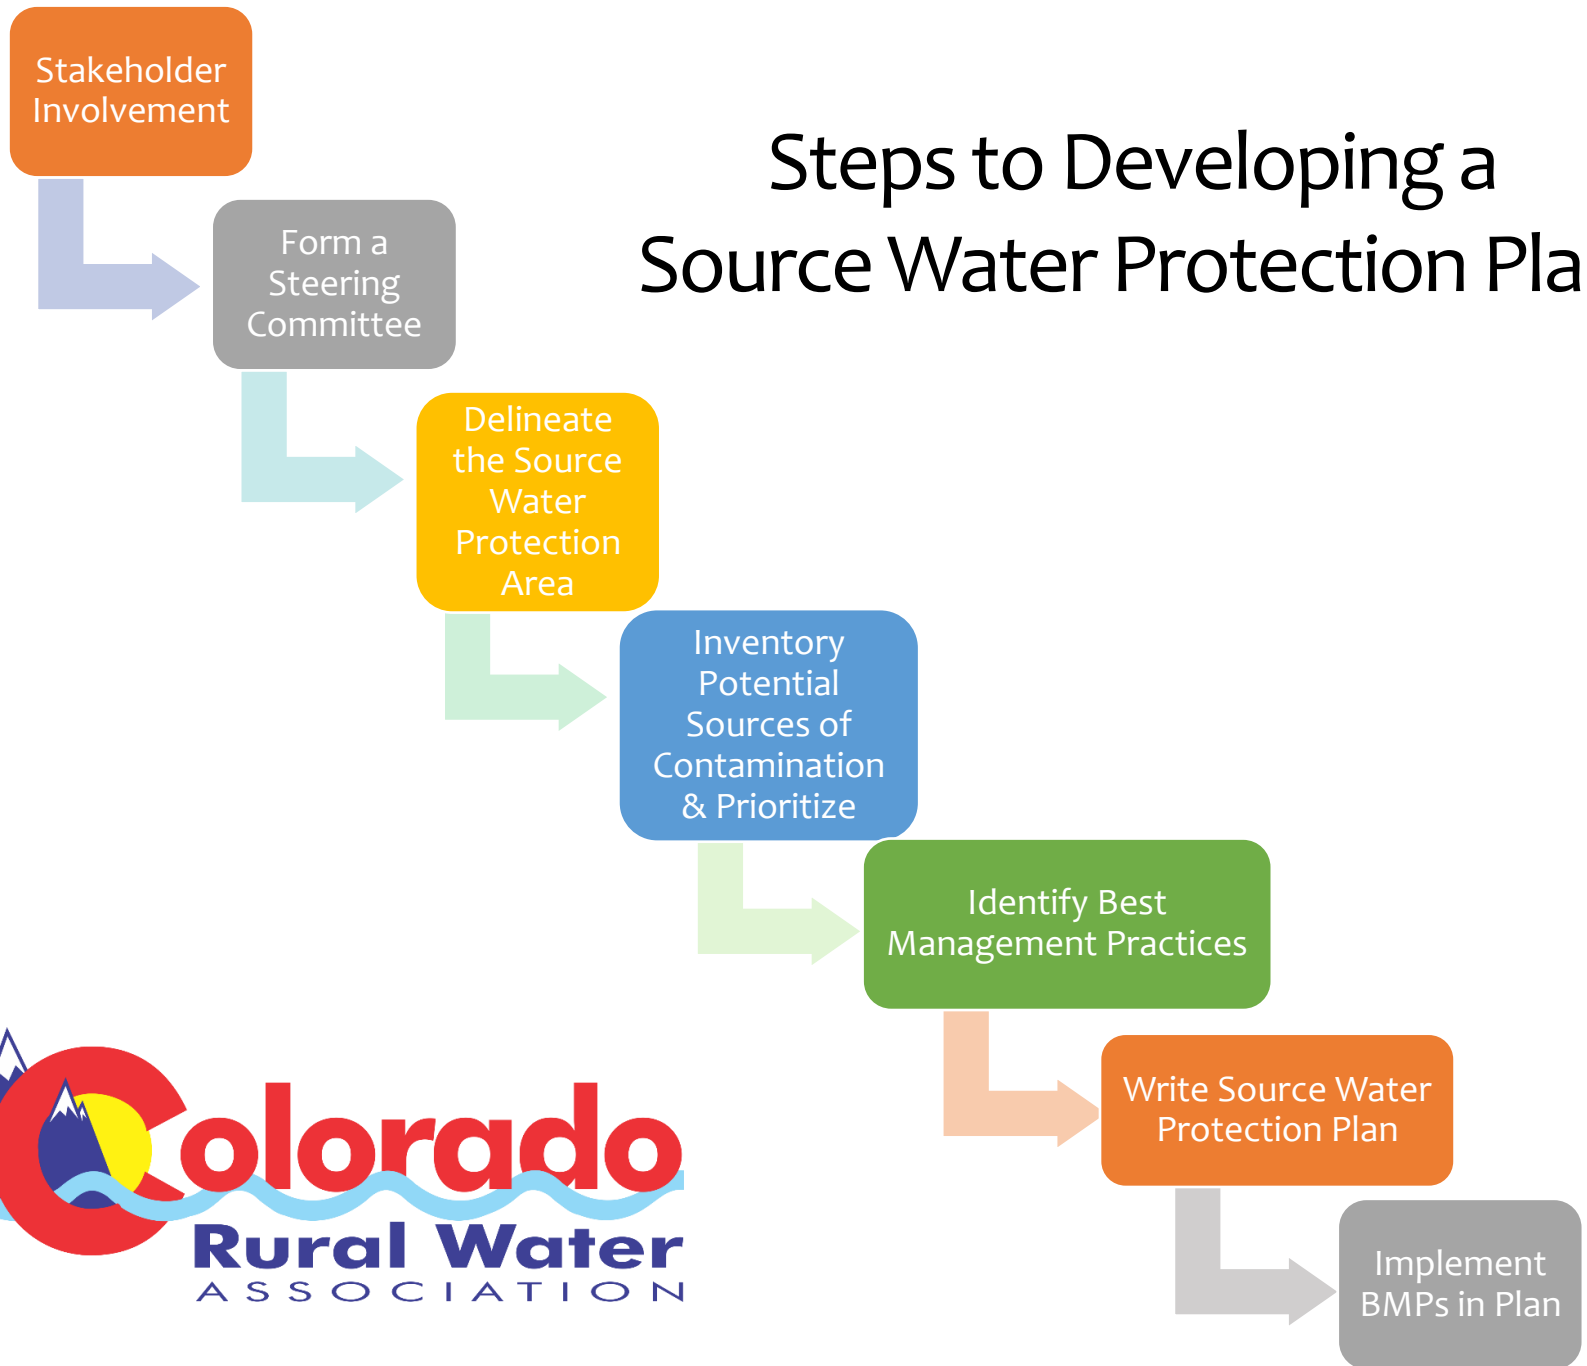 Stakeholder
Involvement
Steps to Developing a
Source Water Protection Pla
Form a
Steering
Committee
Delineate
the Source
Water
Protection
Area
Inventory
Potential
Sources of
Contamination
& Prioritize
Identify Best
Management Practices
Write Source Water
Protection Plan
Implement
BMPs in Plan
Colorado
Rural Water
ASSOCIATION